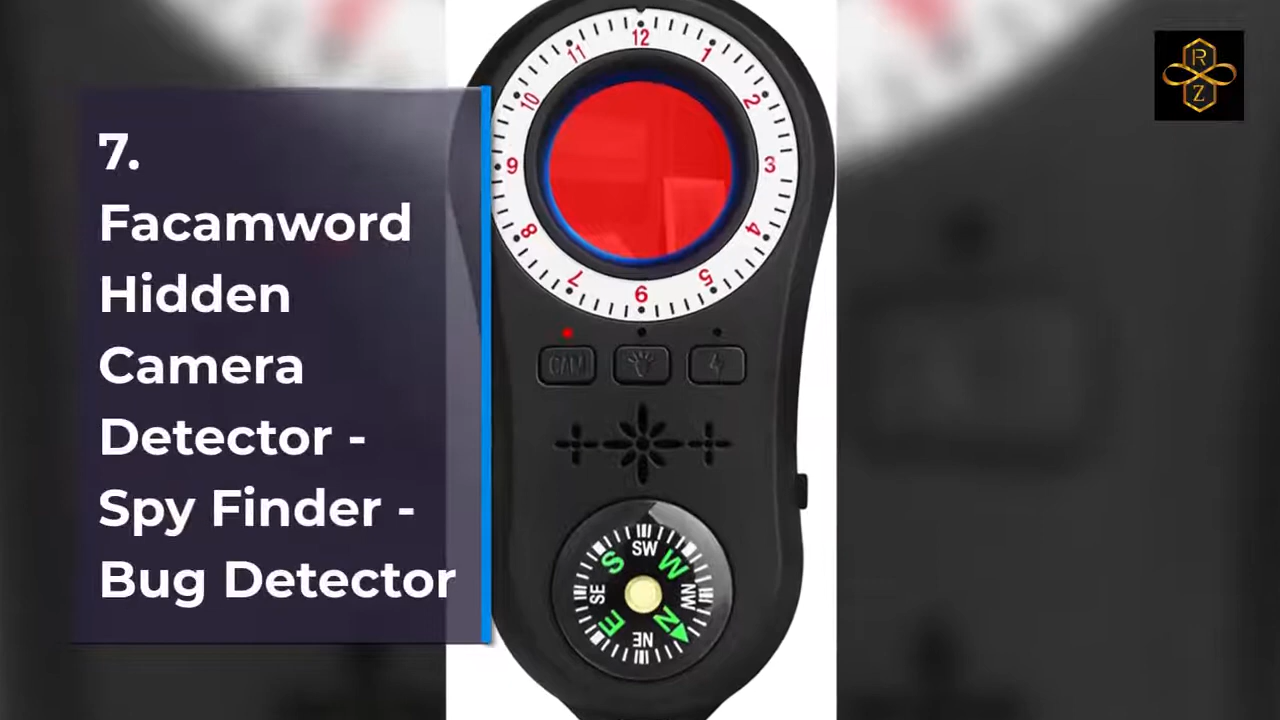 7.
Facamword
Hidden
Camera
Detector -
Spy Finder -
Bug Detector
R
Z
12
1
2
3
4
5
6
7
8
9
10
11
CAM
SW
S
W
SE
NW
E
N
NE